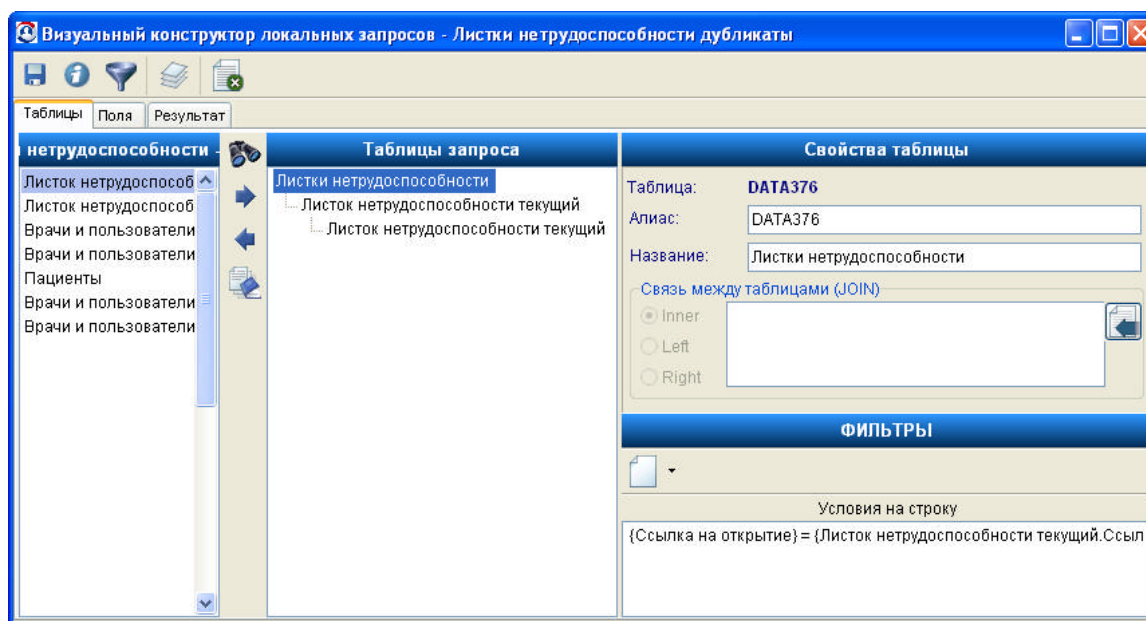 Визуальный конструктор локальных запросов - Листки нетрудоспособности дубликаты
Таблицы Поля Результат
нетрудоспособности -
Листок нетрудоспособ
Листок нетрудоспособ
Врачи и пользователи
Врачи и пользователи
Пациенты
Врачи и пользователи
Врачи и пользователи
Таблицы запроса
Листки нетрудоспособности
Листок нетрудоспособности текущий
Листок нетрудоспособности текущий
Свойства таблицы
Таблица: DATA376
Алиас: DATA376
Название: Листки нетрудоспособности
Связь между таблицами (JOIN)
Inner
Left
Right
ФИЛЬТРЫ
Условия на строку
{Ссылка на открытие} = {Листок нетрудоспособности текущий.Ссыл